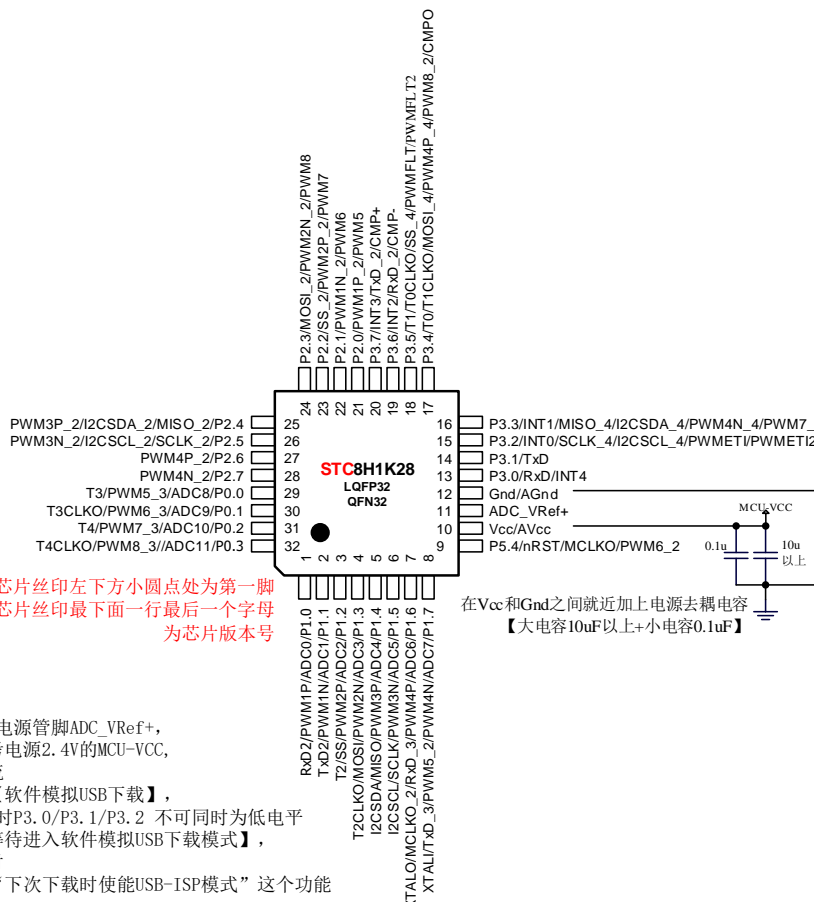 P2.3/MOSI_2/PWM2N_2/PWM8
P2.2/SS_2/PWM2P_2/PWM7
P2.1/PWM1N_2/PWM6
P2.0/PWM1P_2/PWM5
P3.7/INT3/TxD_2/CMP+
P3.6/INT2/RxD_2/CMP-
P3.5/T1/T0CLKO/SS_4/PWMFLT/PWMFLT2
P3.4/T0/T1CLKO/MOSI_4/PWM4P_4/PWM8_2/CMPO
24
23
22
21
20
19
18
17
PWM3P_2/I2CSDA_2/MISO_2/P2.4
PWM3N_2/I2CSCL_2/SCLK_2/P2.5
PWM4P_2/P2.6
PWM4N_2/P2.7
T3/PWM5_3/ADC8/P0.0
T3CLKO/PWM6_3/ADC9/P0.1
T4/PWM7_3/ADC10/P0.2
T4CLKO/PWM8_3//ADC11/P0.3
25
26
27
28
29
30
31
32
STC8H1K28
LQFP32
QFN32
16
15
14
13
12
11
10
9
P3.3/INT1/MISO_4/I2CSDA_4/PWM4N_4/PWM7_
P3.2/INT0/SCLK_4/I2CSCL_4/PWMETI/PWMETI2
P3.1/TxD
P3.0/RxD/INT4
Gnd/AGnd
ADC_VRef+
Vcc/AVcc
P5.4/nRST/MCLKO/PWM6_2
MCU-VCC
0.1u
10u
以上
1
2
3
4
5
6
7
8
RxD2/PWM1P/ADC0/P1.0
TxD2/PWM1N/ADC1/P1.1
T2/SS/PWM2P/ADC2/P1.2
T2CLKO/MOSI/PWM2N/ADC3/P1.3
I2CSDA/MISO/PWM3P/ADC4/P1.4
I2CSCL/SCLK/PWM3N/ADC5/P1.5
XTALO/MCLKO_2/RxD_3/PWM4P/ADC6/P1.6
XTALI/TxD_3/PWM5_2/PWM4N/ADC7/P1.7
芯片丝印左下方小圆点处为第一脚
芯片丝印最下面一行最后一个字母
为芯片版本号
在Vcc和Gnd之间就近加上电源去耦电容
【大电容10uF以上+小电容0.1uF】
电源管脚ADC_VRef+,
电源2.4V的MCU-VCC,
软件模拟USB下载】,
时P3.0/P3.1/P3.2 不可同时为低电平
等待进入软件模拟USB下载模式】,
“下次下载时使能USB-ISP模式”这个功能